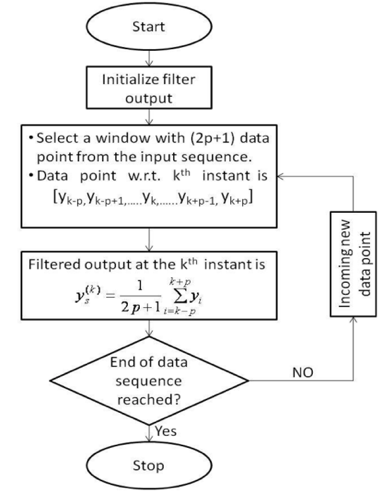 Start
Initialize filter
output
•Select a window with (2p+1) data
point from the input sequence.
•Data point w.r.t. kᵗʰ instant is
[yₖ₋ₚ,yₖ₋ₚ₊₁,.....yₖ,......yₖ₊ₚ₋₁, yₖ₊ₚ]
Filtered output at the kᵗʰ instant is
yₛ⁽ᵏ⁾ = 1/(2p+1) ∑_{i=k-p}^{k+p} yᵢ
Incoming new
data point
End of data
sequence
reached?
NO
Yes
Stop